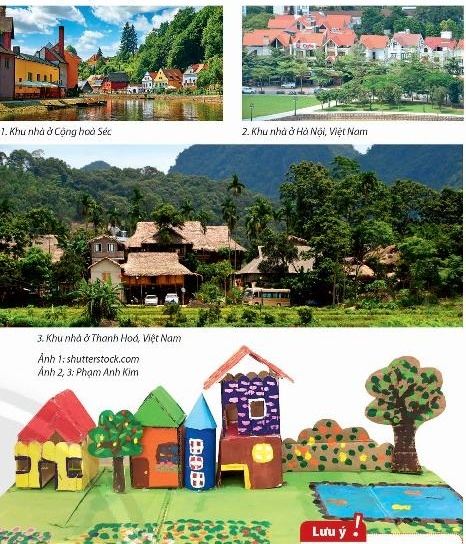 1. Khu nhà ở Cộng hoà Séc
2. Khu nhà ở Hà Nội, Việt Nam
3. Khu nhà ở Thanh Hoá, Việt Nam
Ảnh 1: shutterstock.com
Ảnh 2, 3: Phạm Anh Kim
Lưu ý !